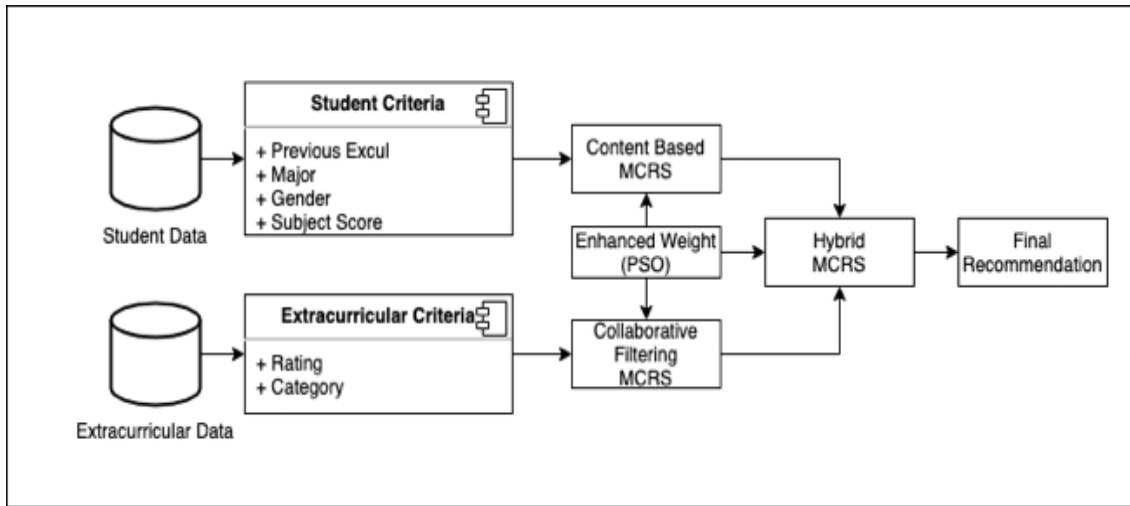 Student Criteria
+ Previous Excul
+ Major
+ Gender
+ Subject Score
Student Data
Content Based
MCRS
Enhanced Weight
(PSO)
Hybrid
MCRS
Final
Recommendation
Extracurricular Criteria
+ Rating
+ Category
Extracurricular Data
Collaborative
Filtering
MCRS